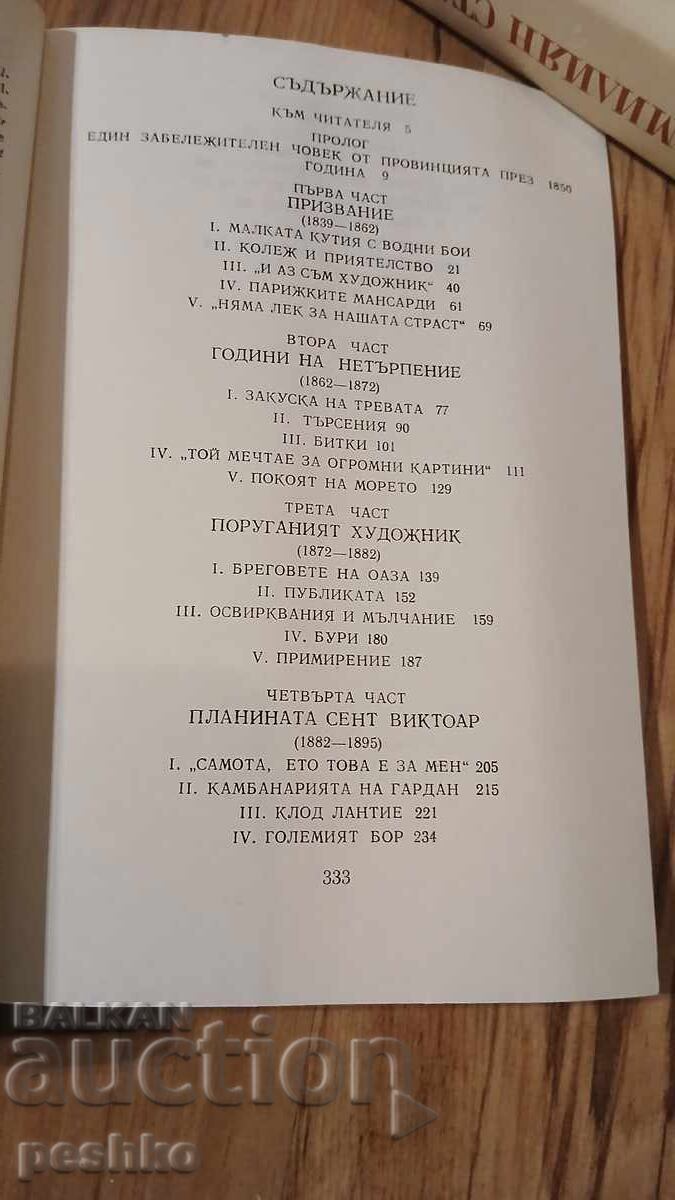 СЪДЪРЖАНИЕ
КЪМ ЧИТАТЕЛЯ 5
ПРОЛОГ
ЕДИН ЗАБЕЛЕЖИТЕЛЕН ЧОВЕК ОТ ПРОВИНЦИЯТА ПРЕЗ 1850
ГОДИНА 9
ПЪРВА ЧАСТ
ПРИЗВАНИЕ
(1839—1862)
I. МАЛКАТА КУТИЯ С ВОДНИ БОИ
II. КОЛЕЖ И ПРИЯТЕЛСТВО 21
III. „И АЗ СЪМ ХУДОЖНИК“ 40
IV. ПАРИЖКИТЕ МАНСАРДИ 61
V. „НЯМА ЛЕК ЗА НАШАТА СТРАСТ“ 69
ВТОРА ЧАСТ
ГОДИНИ НА НЕТЪРПЕНИЕ
(1862—1872)
I. ЗАКУСКА НА ТРЕВАТА 77
II. ТЪРСЕНИЯ 90
III. БИТКИ 101
IV. „ТОЙ МЕЧТАЕ ЗА ОГРОМНИ КАРТИНИ“ 111
V. ПОКОЯТ НА МОРЕТО 129
ТРЕТА ЧАСТ
ПОРУГАНИЯТ ХУДОЖНИК
(1872—1882)
I. БРЕГОВЕТЕ НА ОАЗА 139
II. ПУБЛИКАТА 152
III. ОСВИРКВАНИЯ И МЪЛЧАНИЕ 159
IV. БУРИ 180
V. ПРИМИРЕНИЕ 187
ЧЕТВЪРТА ЧАСТ
ПЛАНИНАТА СЕНТ ВИКТОАР
(1882—1895)
I. „САМОТА, ЕТО ТОВА Е ЗА МЕН“ 205
II. КАМБАНАРИЯТА НА ГАРДАН 215
III. КЛОД ЛАНТИЕ 221
IV. ГОЛЕМИЯТ БОР 234
333
BALKAN
auction
peshko